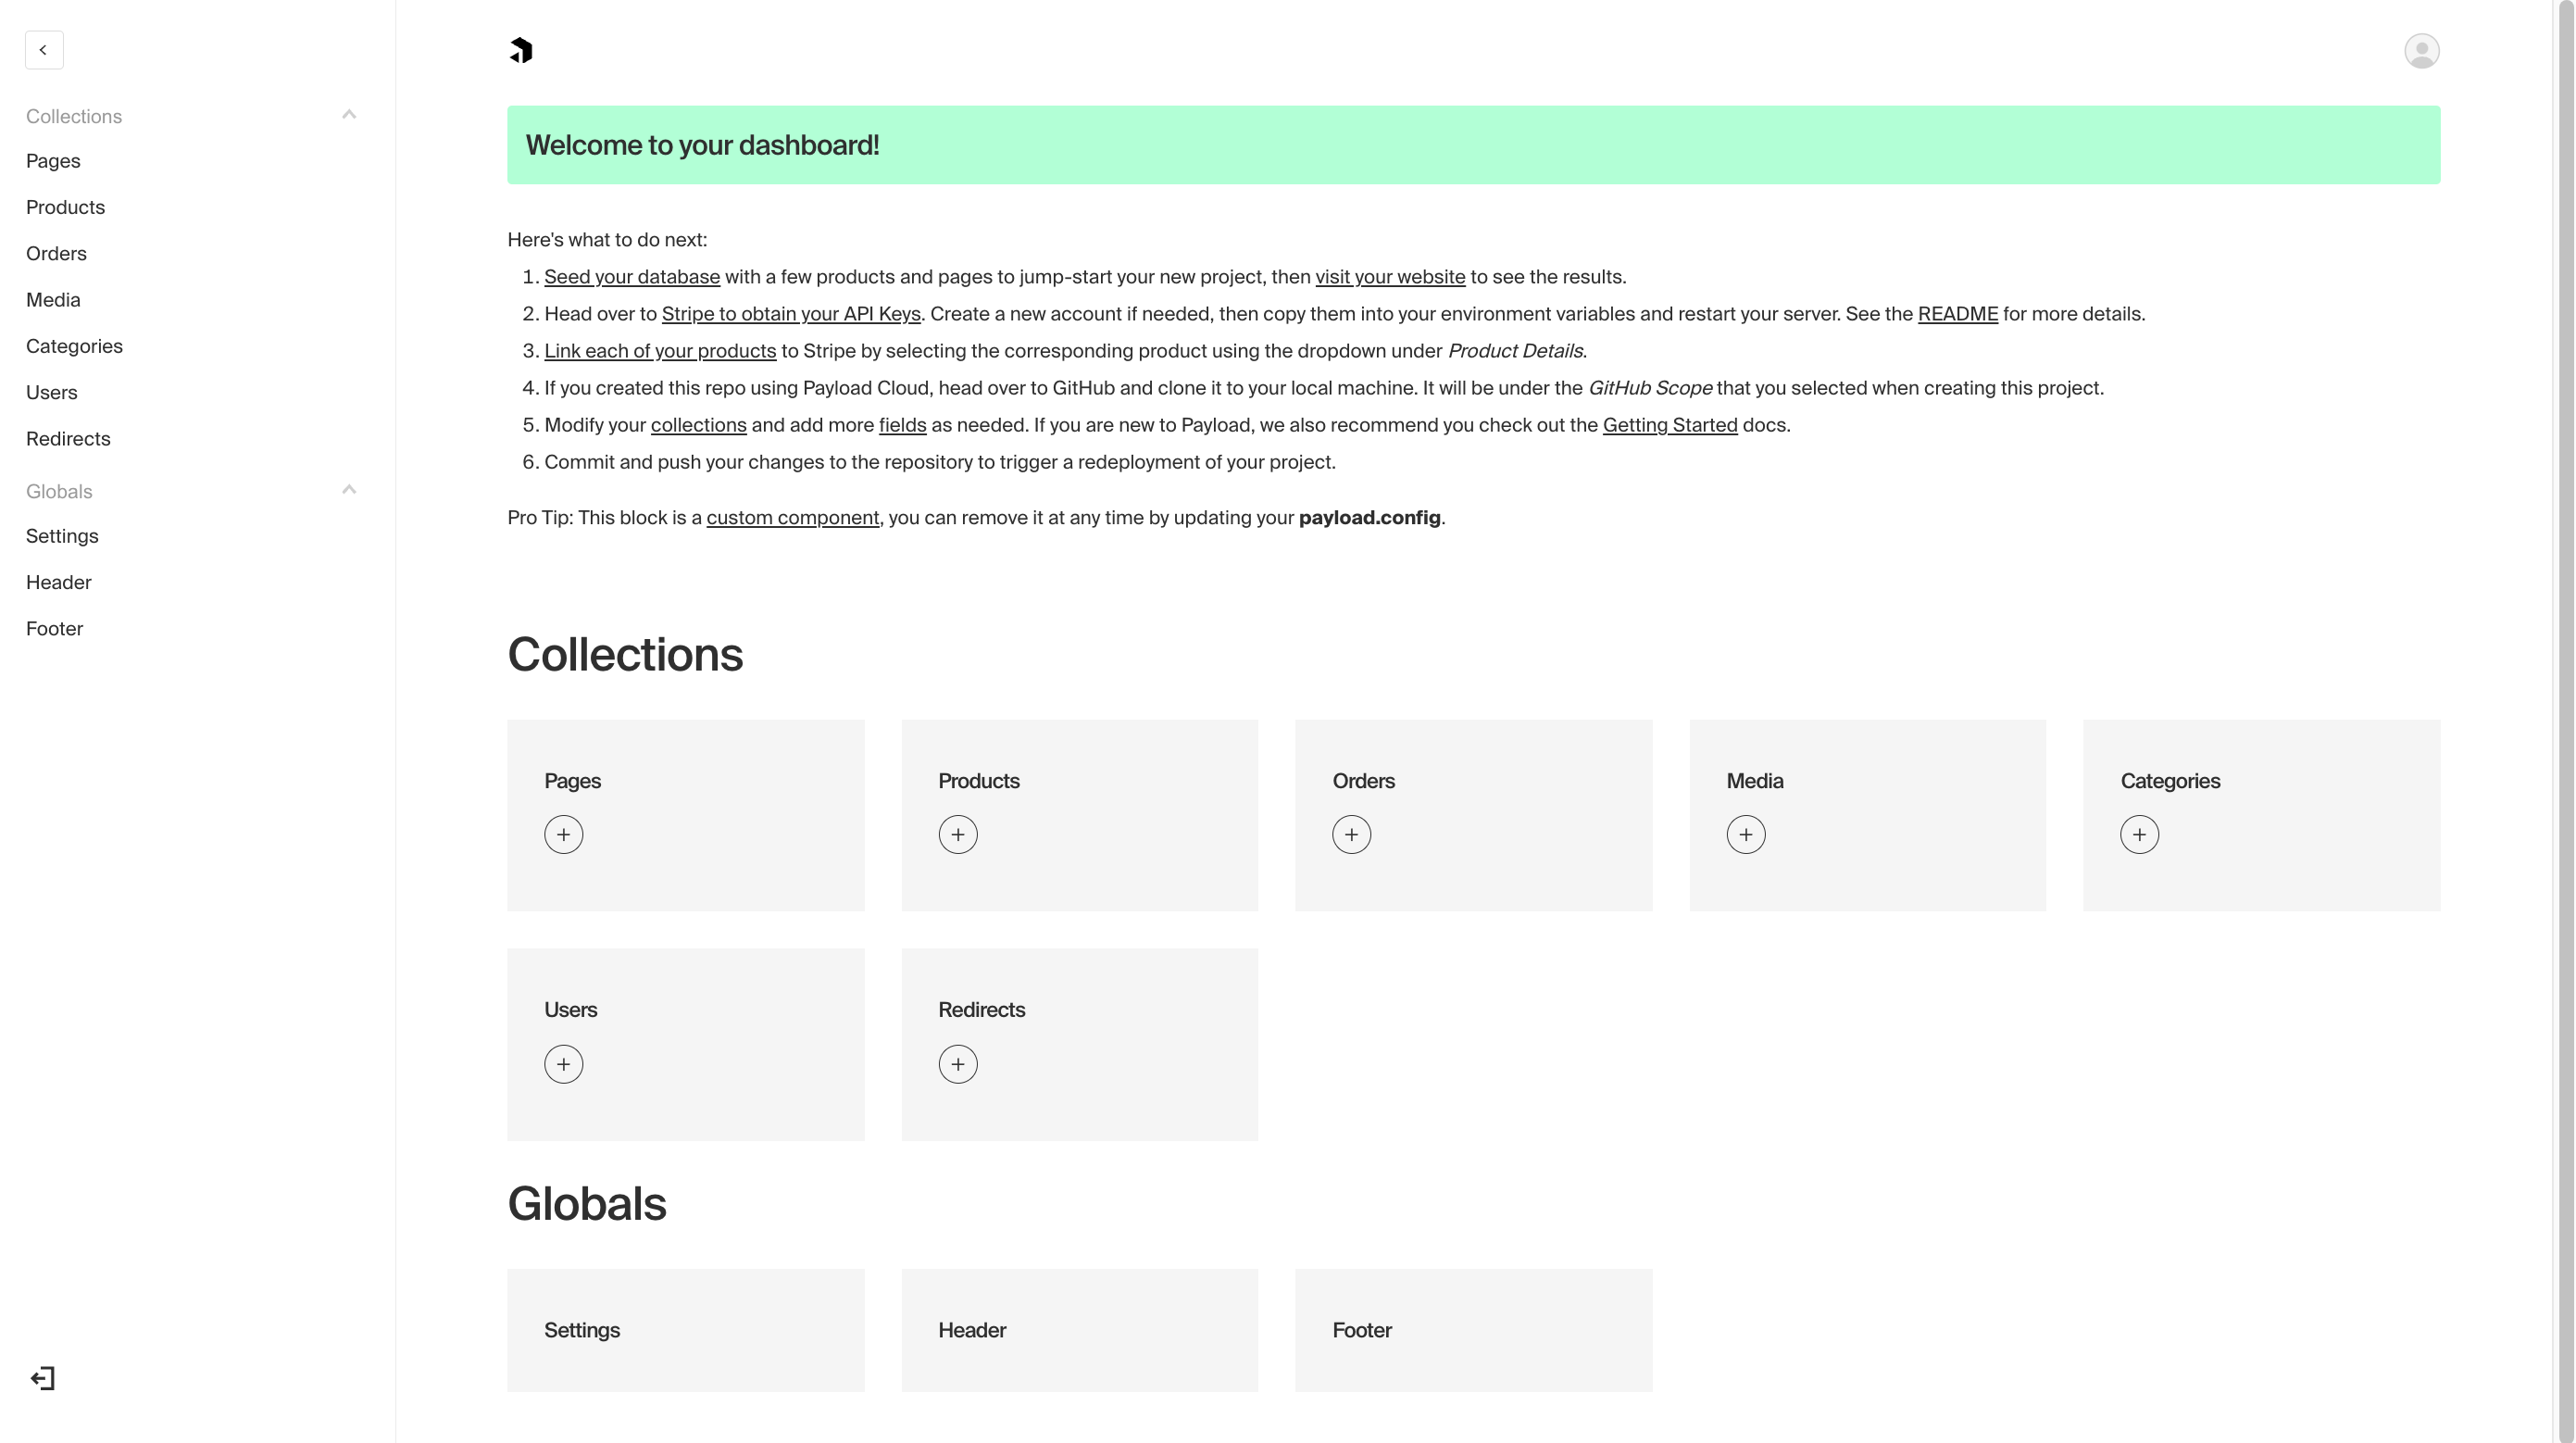 Collections
Pages
Products
Orders
Media
Categories
Users
Redirects
Globals
Settings
Header
Footer
Welcome to your dashboard!
Here's what to do next:
1. Seed your database with a few products and pages to jump-start your new project, then visit your website to see the results.
2. Head over to Stripe to obtain your API Keys. Create a new account if needed, then copy them into your environment variables and restart your server. See the README for more details.
3. Link each of your products to Stripe by selecting the corresponding product using the dropdown under Product Details.
4. If you created this repo using Payload Cloud, head over to GitHub and clone it to your local machine. It will be under the GitHub Scope that you selected when creating this project.
5. Modify your collections and add more fields as needed. If you are new to Payload, we also recommend you check out the Getting Started docs.
6. Commit and push your changes to the repository to trigger a redeployment of your project.
Pro Tip: This block is a custom component, you can remove it at any time by updating your payload.config.
Collections
Pages
Products
Orders
Media
Categories
Users
Redirects
Globals
Settings
Header
Footer